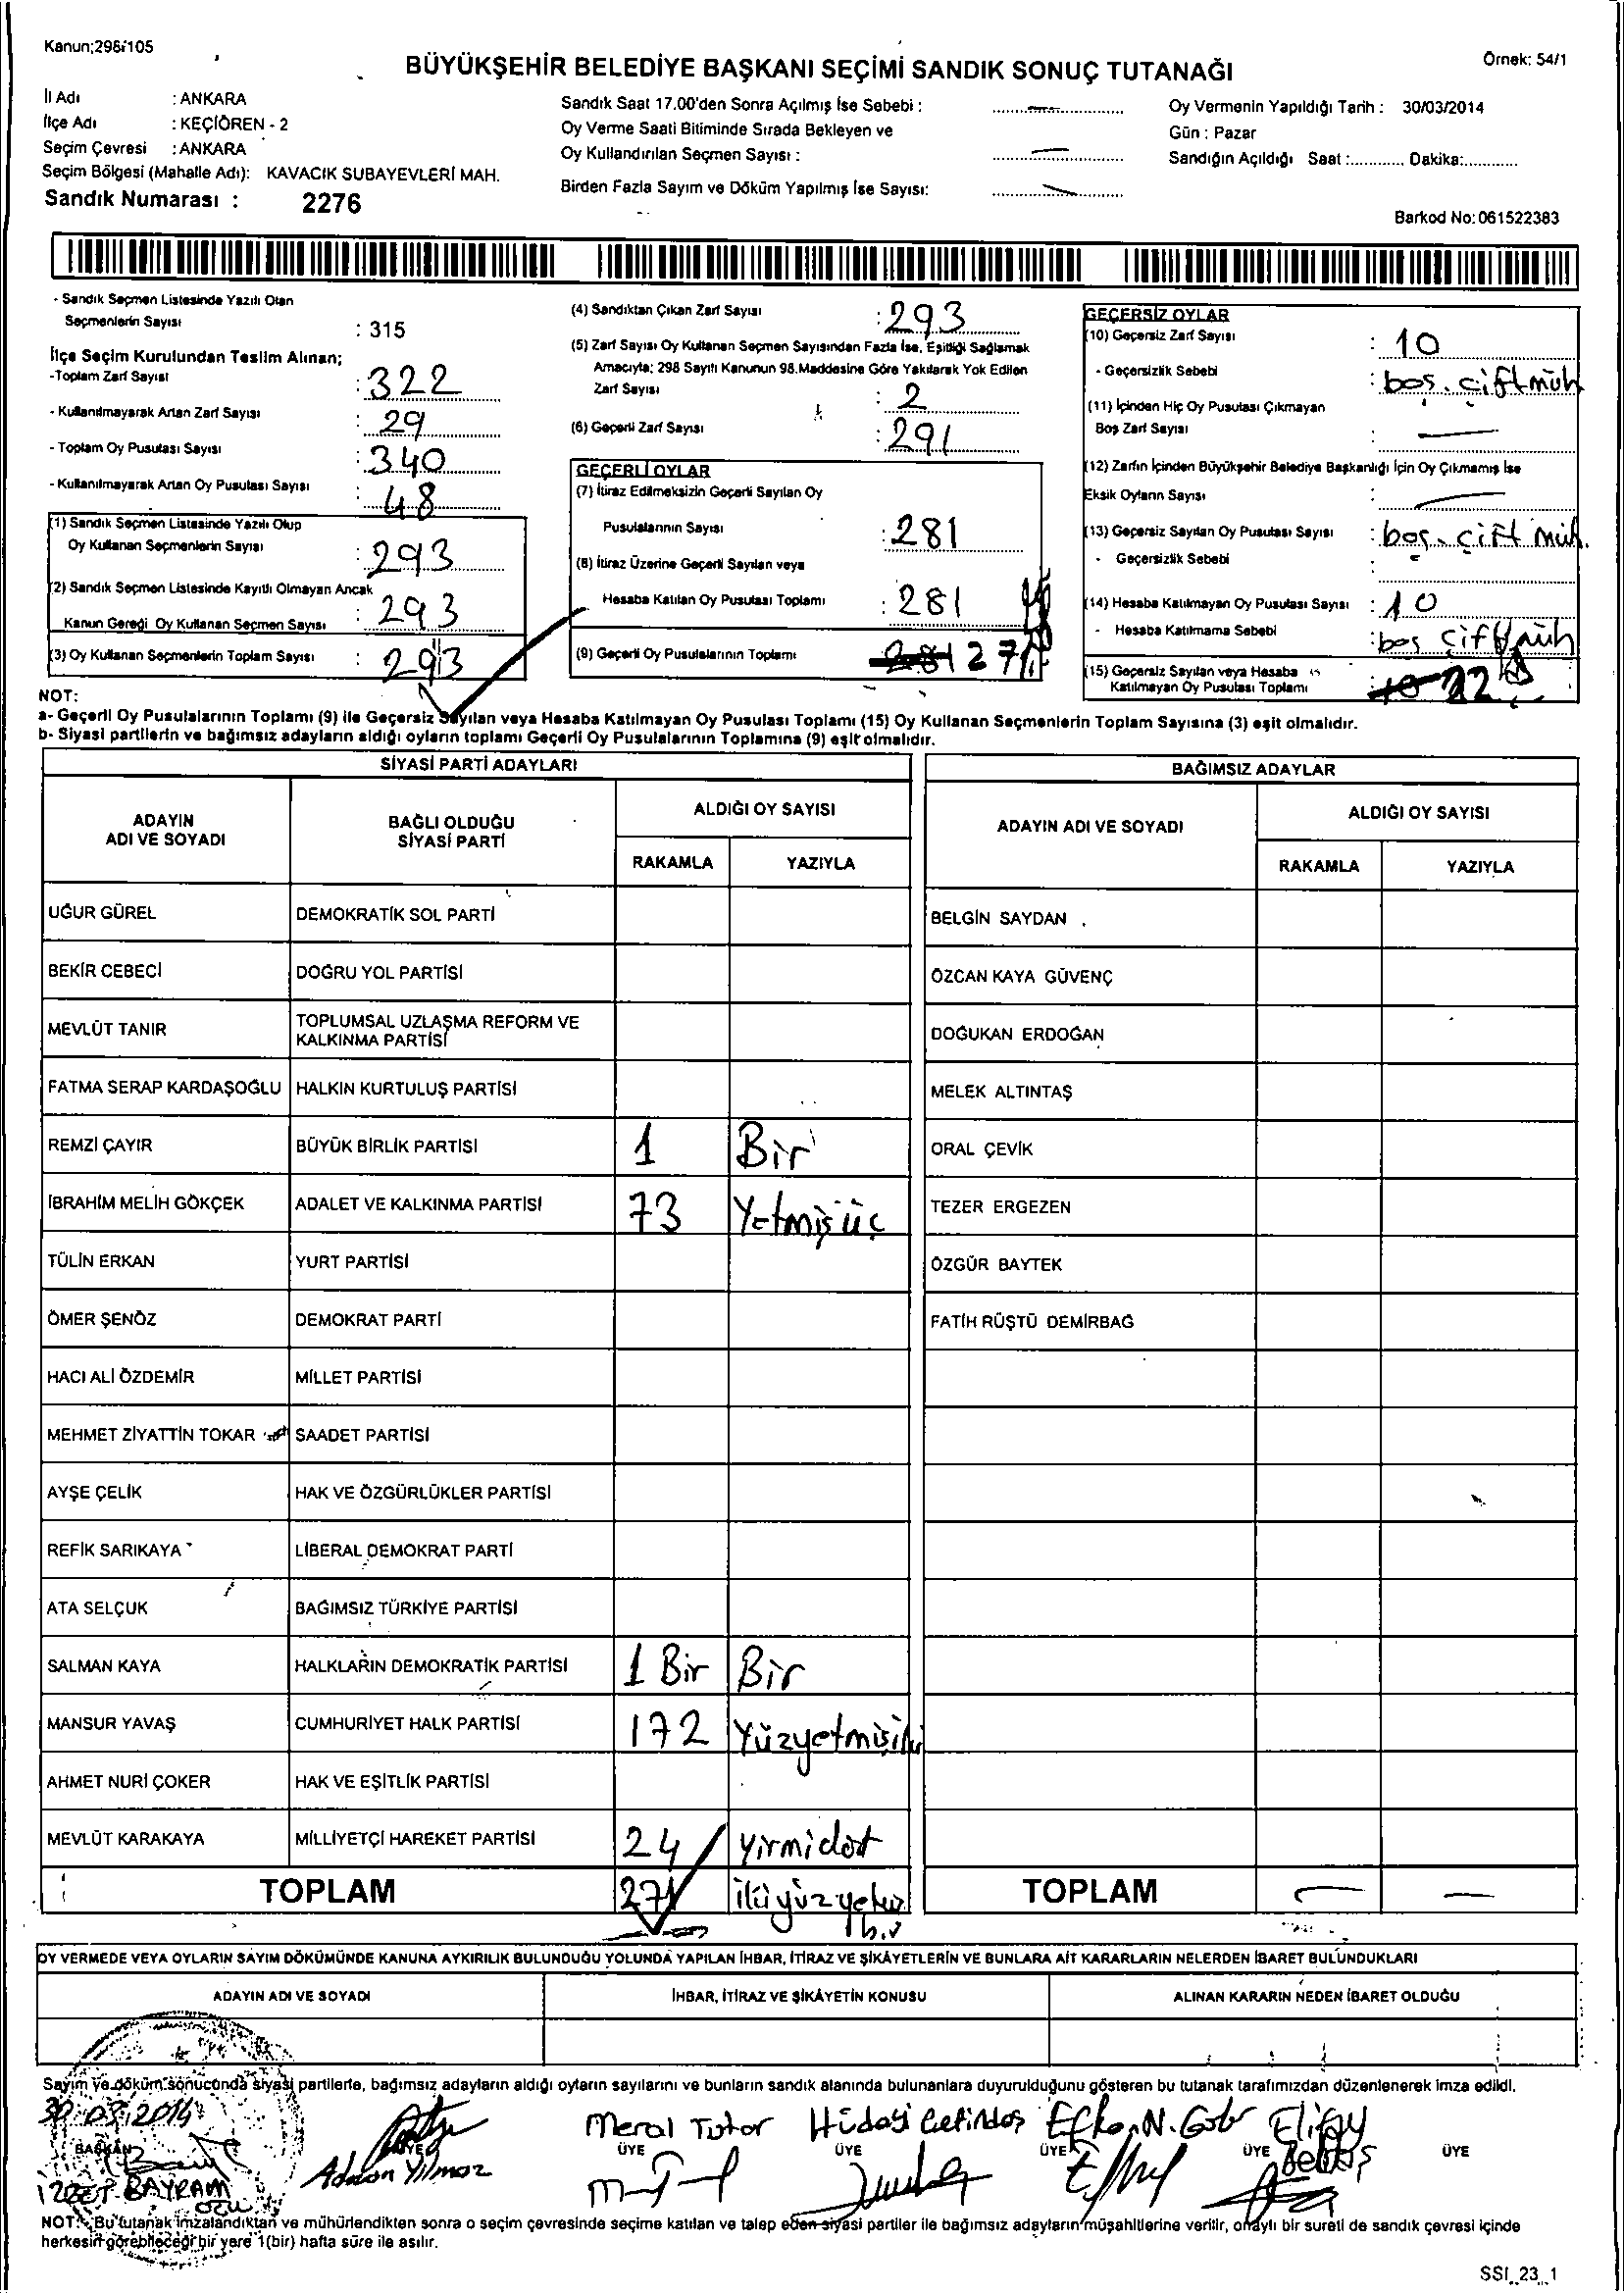 Kanun;298/105
BÜYÜKŞEHİR BELEDİYE BAŞKANI SEÇİMİ SANDIK SONUÇ TUTANAĞI
Örnek: 54/1
İl Adı : ANKARA
İlçe Adı : KEÇİÖREN - 2
Seçim Çevresi : ANKARA
Seçim Bölgesi (Mahalle Adı): KAVACIK SUBAYEVLERİ MAH.
Sandık Numarası : 2276
Sandık Saat 17.00'den Sonra Açılmış İse Sebebi :
Oy Verme Saati Bitiminde Sırada Bekleyen ve
Oy Kullandırılan Seçmen Sayısı :
Birden Fazla Sayım ve Döküm Yapılmış İse Sayısı:
Oy Vermenin Yapıldığı Tarih : 30/03/2014
Gün : Pazar
Sandığın Açıldığı Saat :............ Dakika:............
Barkod No: 061522383
- Sandık Seçmen Listesinde Yazılı Olan
Seçmenlerin Sayısı : 315
İlçe Seçim Kurulundan Teslim Alınan;
-Toplam Zarf Sayısı : 322
- Kullanılmayarak Artan Zarf Sayısı : 29
- Toplam Oy Pusulası Sayısı : 340
- Kullanılmayarak Artan Oy Pusulası Sayısı : 48
(1) Sandık Seçmen Listesinde Yazılı Olup
Oy Kullanan Seçmenlerin Sayısı : 293
(2) Sandık Seçmen Listesinde Kayıtlı Olmayan Ancak
Kanun Gereği Oy Kullanan Seçmen Sayısı : 293
(3) Oy Kullanan Seçmenlerin Toplam Sayısı : 293
(4) Sandıktan Çıkan Zarf Sayısı : 293
(5) Zarf Sayısı Oy Kullanan Seçmen Sayısından Fazla İse, Eşitliği Sağlamak
Amacıyla; 298 Sayılı Kanunun 98.Maddesine Göre Yakılarak Yok Edilen
Zarf Sayısı : 2
(6) Geçerli Zarf Sayısı : 291
GEÇERLİ OYLAR
(7) İtiraz Edilmeksizin Geçerli Sayılan Oy
Pusulalarının Sayısı : 281
(8) İtiraz Üzerine Geçerli Sayılan veya
Hesaba Katılan Oy Pusulası Toplamı : 281
(9) Geçerli Oy Pusulalarının Toplamı 281 271
GEÇERSİZ OYLAR
(10) Geçersiz Zarf Sayısı : 10
- Geçersizlik Sebebi : boş. çift müh
(11) İçinden Hiç Oy Pusulası Çıkmayan
Boş Zarf Sayısı :
(12) Zarfın İçinden Büyükşehir Belediye Başkanlığı İçin Oy Çıkmamış İse
Eksik Oyların Sayısı :
(13) Geçersiz Sayılan Oy Pusulası Sayısı : boş. çift müh.
- Geçersizlik Sebebi
(14) Hesaba Katılmayan Oy Pusulası Sayısı : 10
- Hesaba Katılmama Sebebi : boş çift müh
(15) Geçersiz Sayılan veya Hesaba
Katılmayan Oy Pusulası Toplamı : 10 22
NOT:
a- Geçerli Oy Pusulalarının Toplamı (9) ile Geçersiz Sayılan veya Hesaba Katılmayan Oy Pusulası Toplamı (15) Oy Kullanan Seçmenlerin Toplam Sayısına (3) eşit olmalıdır.
b- Siyasi partilerin ve bağımsız adayların aldığı oyların toplamı Geçerli Oy Pusulalarının Toplamına (9) eşit olmalıdır.
SİYASİ PARTİ ADAYLARI
ADAYIN ADI VE SOYADI BAĞLI OLDUĞU SİYASİ PARTİ ALDIĞI OY SAYISI
RAKAMLA YAZIYLA
UĞUR GÜREL DEMOKRATİK SOL PARTİ
BEKİR CEBECİ DOĞRU YOL PARTİSİ
MEVLÜT TANIR TOPLUMSAL UZLAŞMA REFORM VE KALKINMA PARTİSİ
FATMA SERAP KARDAŞOĞLU HALKIN KURTULUŞ PARTİSİ
REMZİ ÇAYIR BÜYÜK BİRLİK PARTİSİ 1 Bir
İBRAHİM MELİH GÖKÇEK ADALET VE KALKINMA PARTİSİ 73 Yetmişüç
TÜLİN ERKAN YURT PARTİSİ
ÖMER ŞENÖZ DEMOKRAT PARTİ
HACI ALİ ÖZDEMİR MİLLET PARTİSİ
MEHMET ZİYATTİN TOKAR SAADET PARTİSİ
AYŞE ÇELİK HAK VE ÖZGÜRLÜKLER PARTİSİ
REFİK SARIKAYA LİBERAL DEMOKRAT PARTİ
ATA SELÇUK BAĞIMSIZ TÜRKİYE PARTİSİ
SALMAN KAYA HALKLARIN DEMOKRATİK PARTİSİ 1 Bir Bir
MANSUR YAVAŞ CUMHURİYET HALK PARTİSİ 172 Yüzyetmişiki
AHMET NURİ ÇOKER HAK VE EŞİTLİK PARTİSİ
MEVLÜT KARAKAYA MİLLİYETÇİ HAREKET PARTİSİ 24 Yirmidört
TOPLAM 271
BAĞIMSIZ ADAYLAR
ADAYIN ADI VE SOYADI ALDIĞI OY SAYISI
RAKAMLA YAZIYLA
BELGİN SAYDAN
ÖZCAN KAYA GÜVENÇ
DOĞUKAN ERDOĞAN
MELEK ALTINTAŞ
ORAL ÇEVİK
TEZER ERGEZEN
ÖZGÜR BAYTEK
FATİH RÜŞTÜ DEMİRBAĞ
TOPLAM
OY VERMEDE VEYA OYLARIN SAYIM DÖKÜMÜNDE KANUNA AYKIRILIK BULUNDUĞU YOLUNDA YAPILAN İHBAR, İTİRAZ VE ŞİKÂYETLERİN VE BUNLARA AİT KARARLARIN NELERDEN İBARET BULUNDUKLARI
ADAYIN ADI VE SOYADI İHBAR, İTİRAZ VE ŞİKÂYETİN KONUSU ALINAN KARARIN NEDEN İBARET OLDUĞU
Sayım ve döküm sonucunda siyasi partilerle, bağımsız adayların aldığı oyların sayılarını ve bunların sandık alanında bulunanlara duyurulduğunu gösteren bu tutanak tarafımızdan düzenlenerek imza edildi.
30.03.2014
Meral Tutor
BAŞKAN ÜYE ÜYE ÜYE ÜYE ÜYE ÜYE
BAYRAM
Adnan Yılmaz
NOT: Bu tutanak imzalandıktan ve mühürlendikten sonra o seçim çevresinde seçime katılan ve talep eden siyasi partiler ile bağımsız adayların müşahitlerine verilir, onaylı bir sureti de sandık çevresi içinde
herkesin görebileceği bir yere 1(bir) hafta süre ile asılır.
SSI_23_1